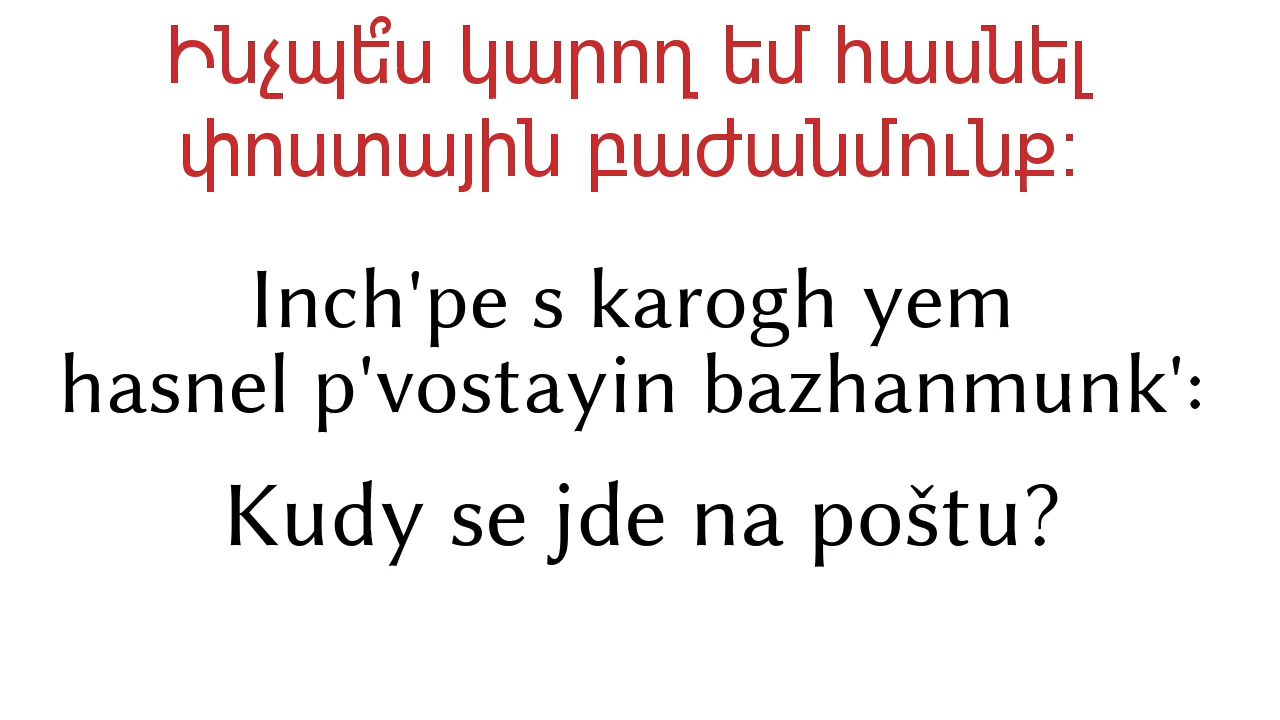 Ինչպե՞ս կարող եմ հասնել
փոստային բաժանմունք:
Inch'pe s karogh yem
hasnel p'vostayin bazhanmunk':
Kudy se jde na poštu?